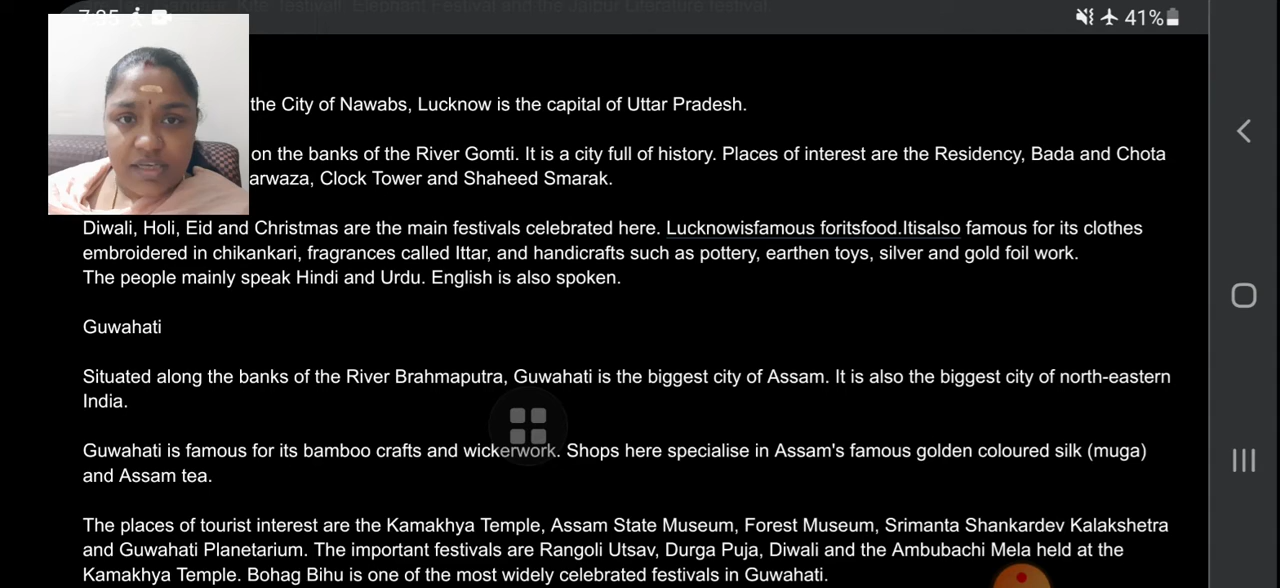 7:35
41%
Elephant Festival and the Jaipur Literature festival
the City of Nawabs, Lucknow is the capital of Uttar Pradesh.
on the banks of the River Gomti. It is a city full of history. Places of interest are the Residency, Bada and Chota
arwaza, Clock Tower and Shaheed Smarak.
Diwali, Holi, Eid and Christmas are the main festivals celebrated here. Lucknowisfamous foritsfood.Itisalso famous for its clothes
embroidered in chikankari, fragrances called Ittar, and handicrafts such as pottery, earthen toys, silver and gold foil work.
The people mainly speak Hindi and Urdu. English is also spoken.
Guwahati
Situated along the banks of the River Brahmaputra, Guwahati is the biggest city of Assam. It is also the biggest city of north-eastern
India.
Guwahati is famous for its bamboo crafts and wickerwork. Shops here specialise in Assam's famous golden coloured silk (muga)
and Assam tea.
The places of tourist interest are the Kamakhya Temple, Assam State Museum, Forest Museum, Srimanta Shankardev Kalakshetra
and Guwahati Planetarium. The important festivals are Rangoli Utsav, Durga Puja, Diwali and the Ambubachi Mela held at the
Kamakhya Temple. Bohag Bihu is one of the most widely celebrated festivals in Guwahati.